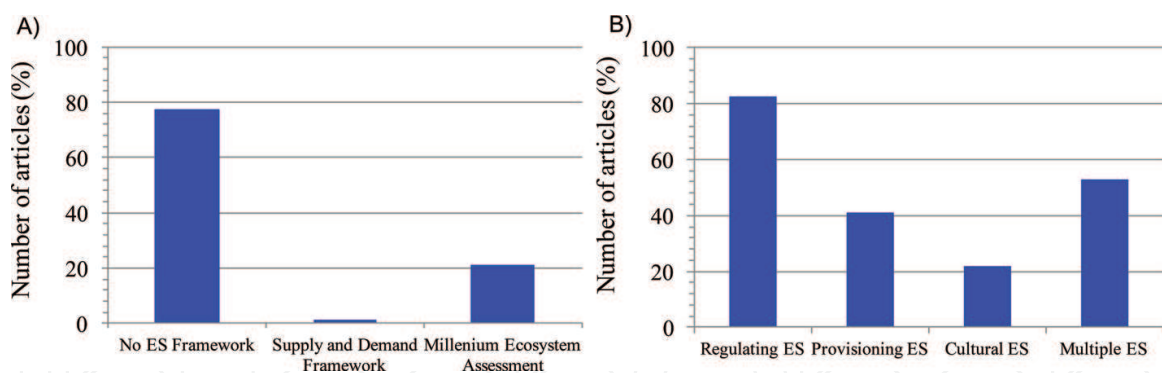 A)
Number of articles (%)
100
80
60
40
20
0
No ES Framework
Supply and Demand
Framework
Millenium Ecosystem
Assessment
B)
Number of articles (%)
100
80
60
40
20
0
Regulating ES
Provisioning ES
Cultural ES
Multiple ES